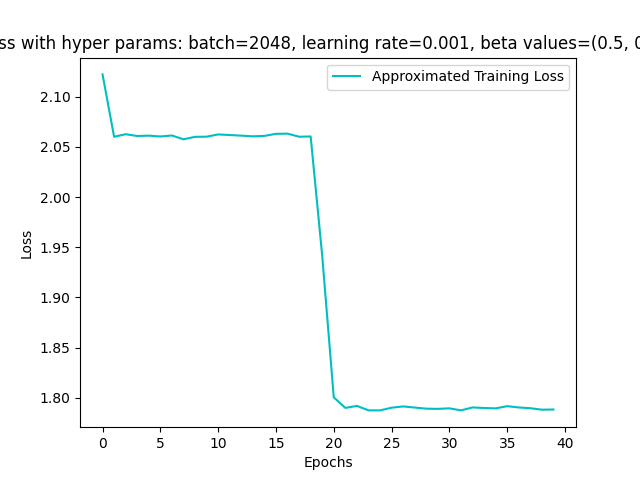 ss with hyper params: batch=2048, learning rate=0.001, beta values=(0.5, 0
Approximated Training Loss
2.10
2.05
2.00
1.95
1.90
1.85
1.80
Loss
0 5 10 15 20 25 30 35 40
Epochs